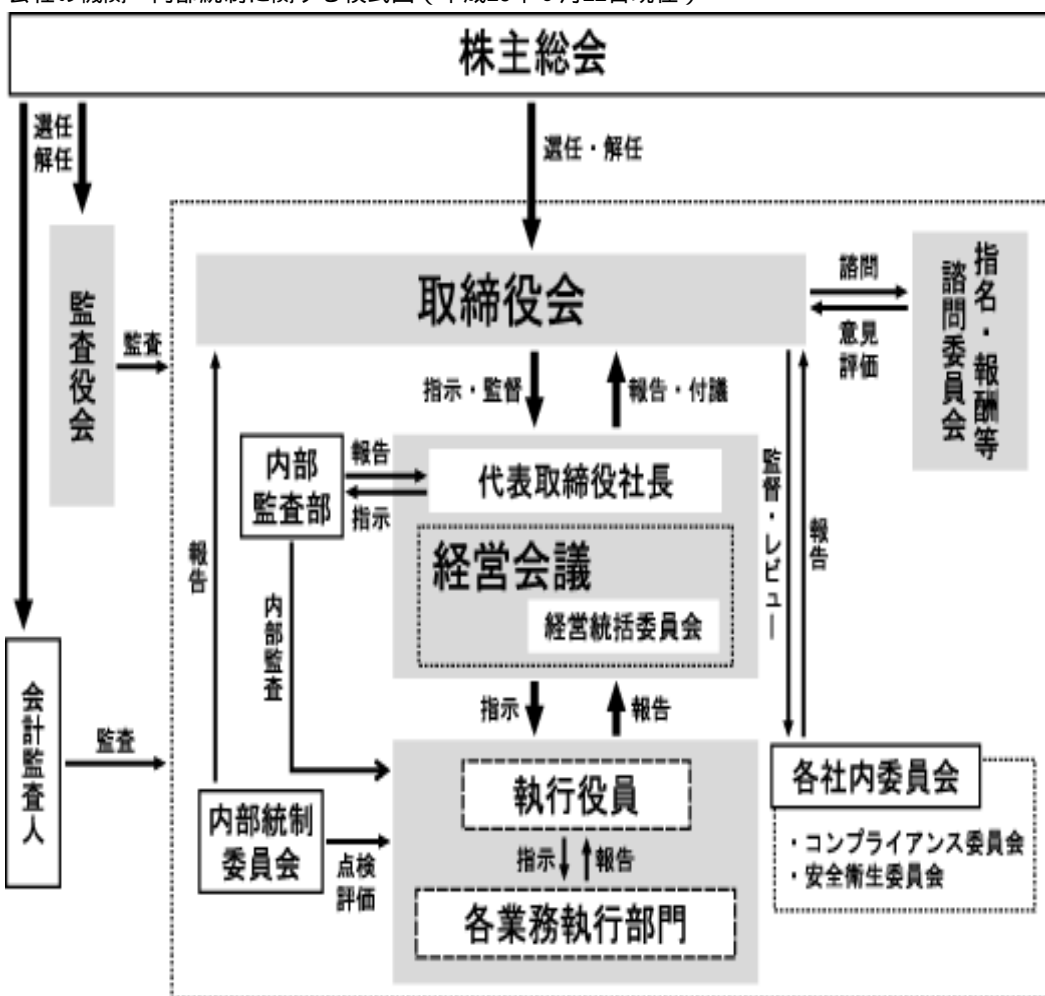 株主総会
選任
解任
選任・解任
監査役会
監査
取締役会
諮問
意見
評価
指名・報酬等
諮問委員会
指示・監督
報告・付議
内部
監査部
報告
指示
代表取締役社長
経営会議
経営統括委員会
監督・レビュー
報告
報告
内部監査
指示
報告
会計監査人
監査
内部統制
委員会
点検
評価
執行役員
指示
報告
各業務執行部門
各社内委員会
・コンプライアンス委員会
・安全衛生委員会